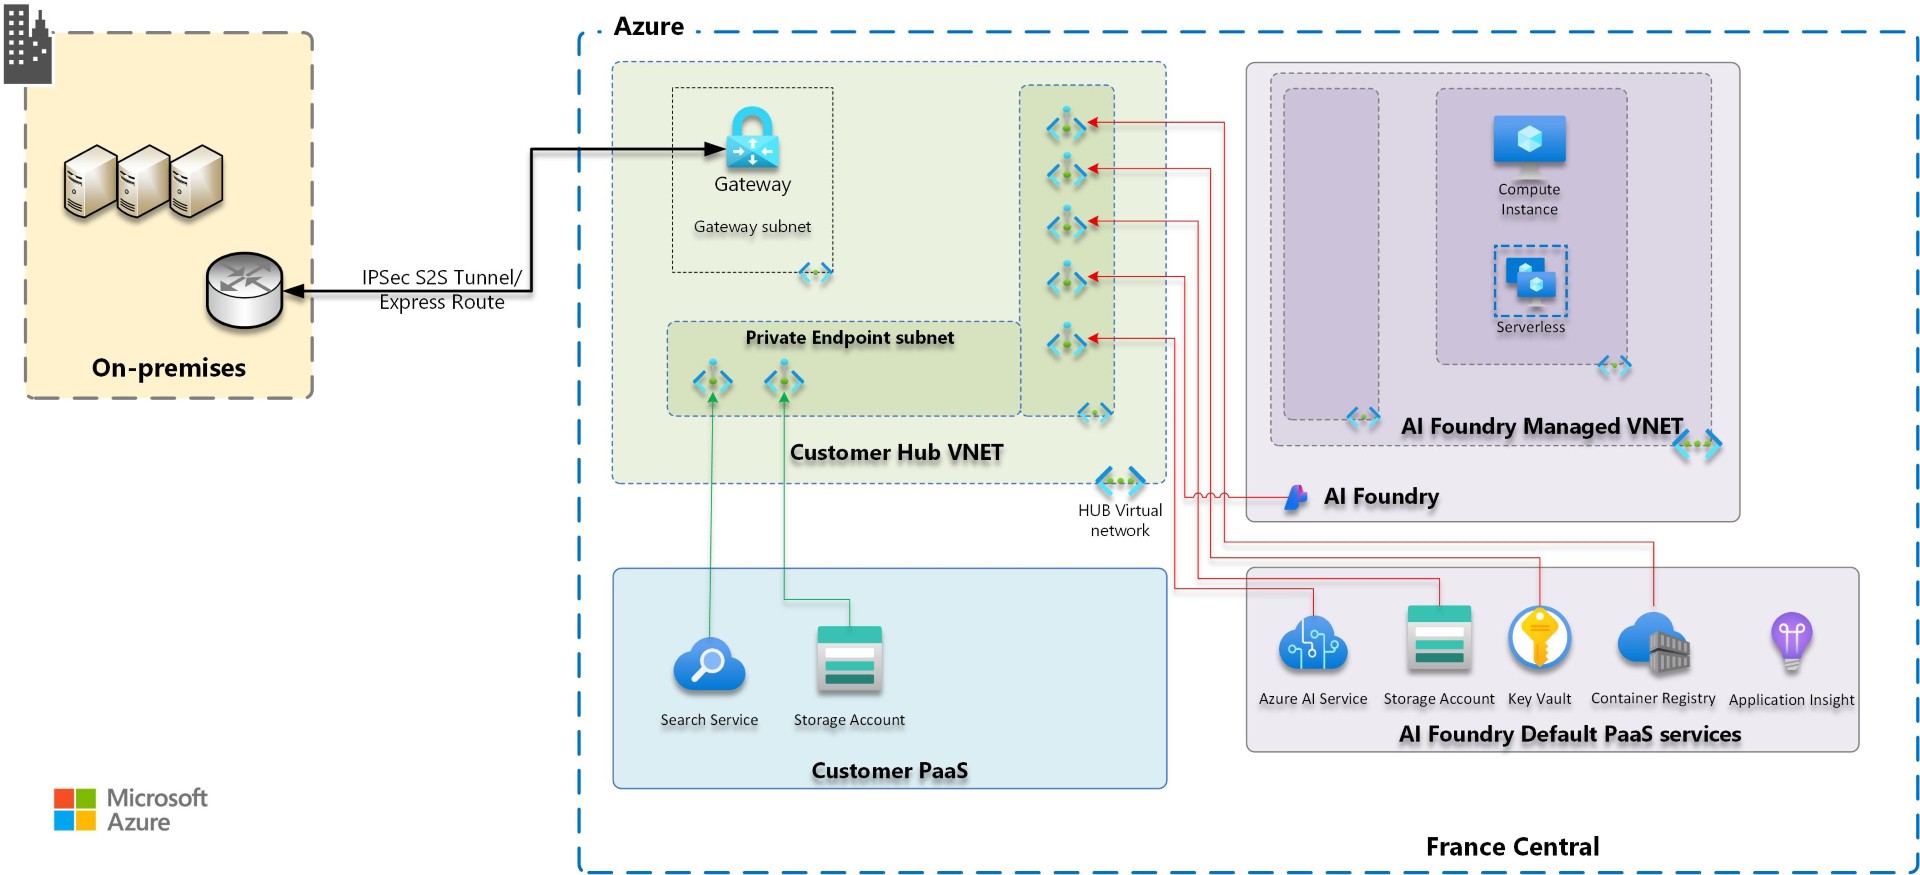 Azure
Gateway
Gateway subnet
Compute
Instance
Serverless
IPSec S2S Tunnel/
Express Route
Private Endpoint subnet
On-premises
AI Foundry Managed VNET
Customer Hub VNET
AI Foundry
HUB Virtual
network
Azure AI Service
Storage Account
Key Vault
Container Registry
Application Insight
Search Service
Storage Account
AI Foundry Default PaaS services
Customer PaaS
Microsoft
Azure
France Central